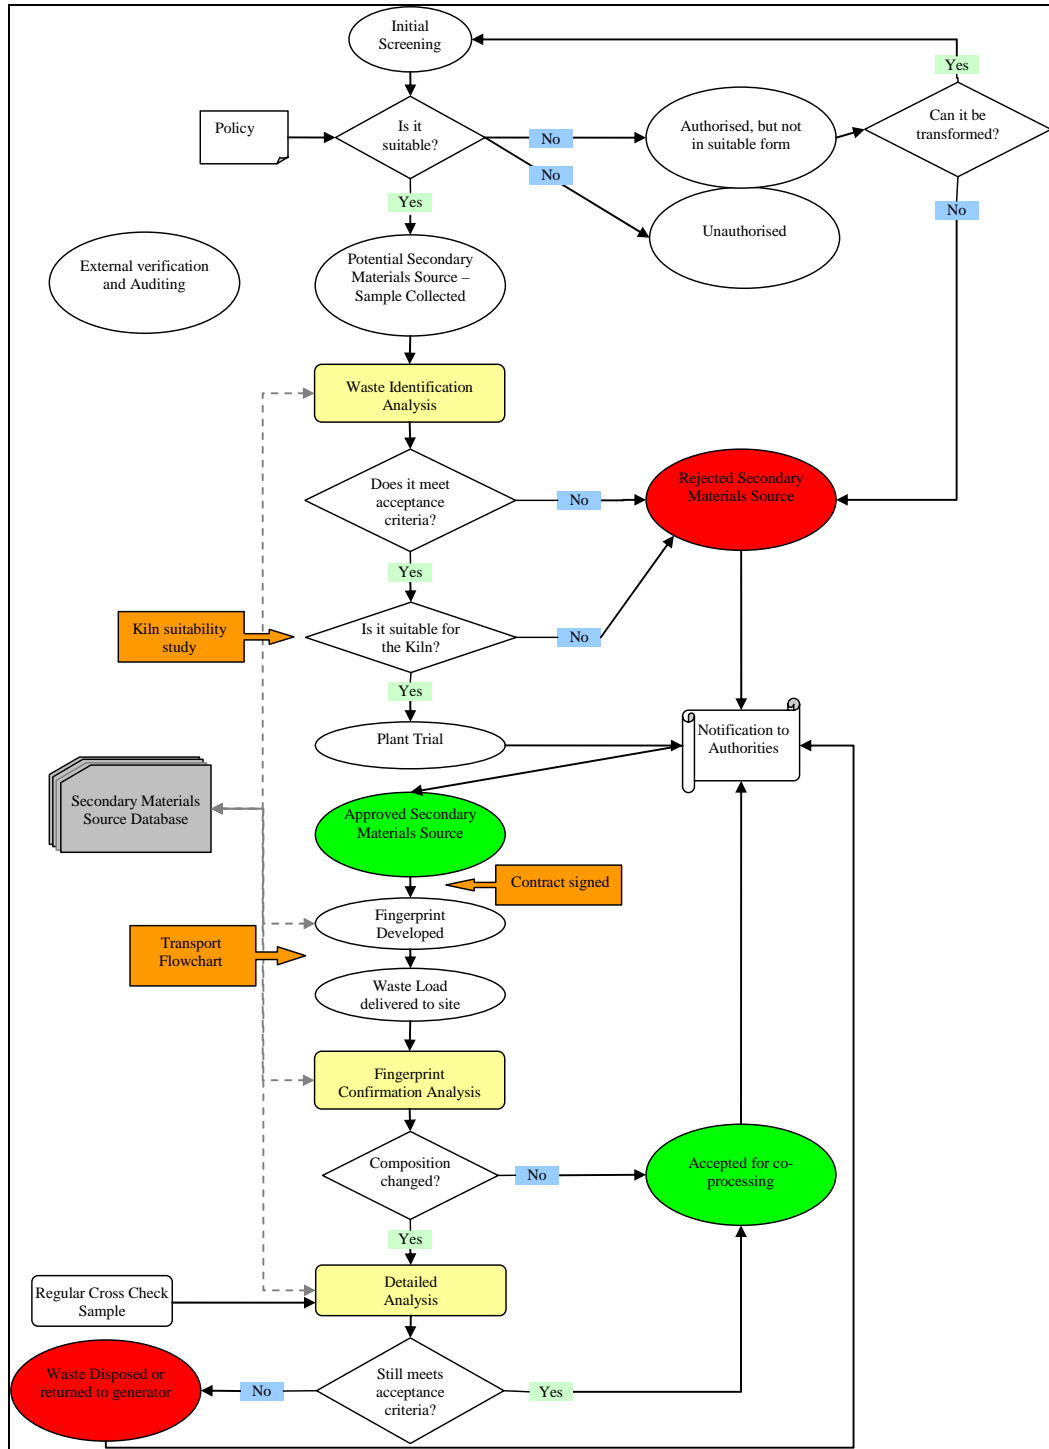 Initial
Screening
Yes
Policy
Is it
suitable?
No
Authorised, but not
in suitable form
Can it be
transformed?
No
Yes
No
Unauthorised
External verification
and Auditing
Potential Secondary
Materials Source –
Sample Collected
Waste Identification
Analysis
Does it meet
acceptance
criteria?
No
Rejected Secondary
Materials Source
Yes
Kiln suitability
study
Is it suitable for
the Kiln?
No
Yes
Plant Trial
Notification to
Authorities
Secondary Materials
Source Database
Approved Secondary
Materials Source
Contract signed
Fingerprint
Developed
Transport
Flowchart
Waste Load
delivered to site
Fingerprint
Confirmation Analysis
Composition
changed?
No
Accepted for co-
processing
Yes
Detailed
Analysis
Regular Cross Check
Sample
Waste Disposed or
returned to generator
No
Still meets
acceptance
criteria?
Yes